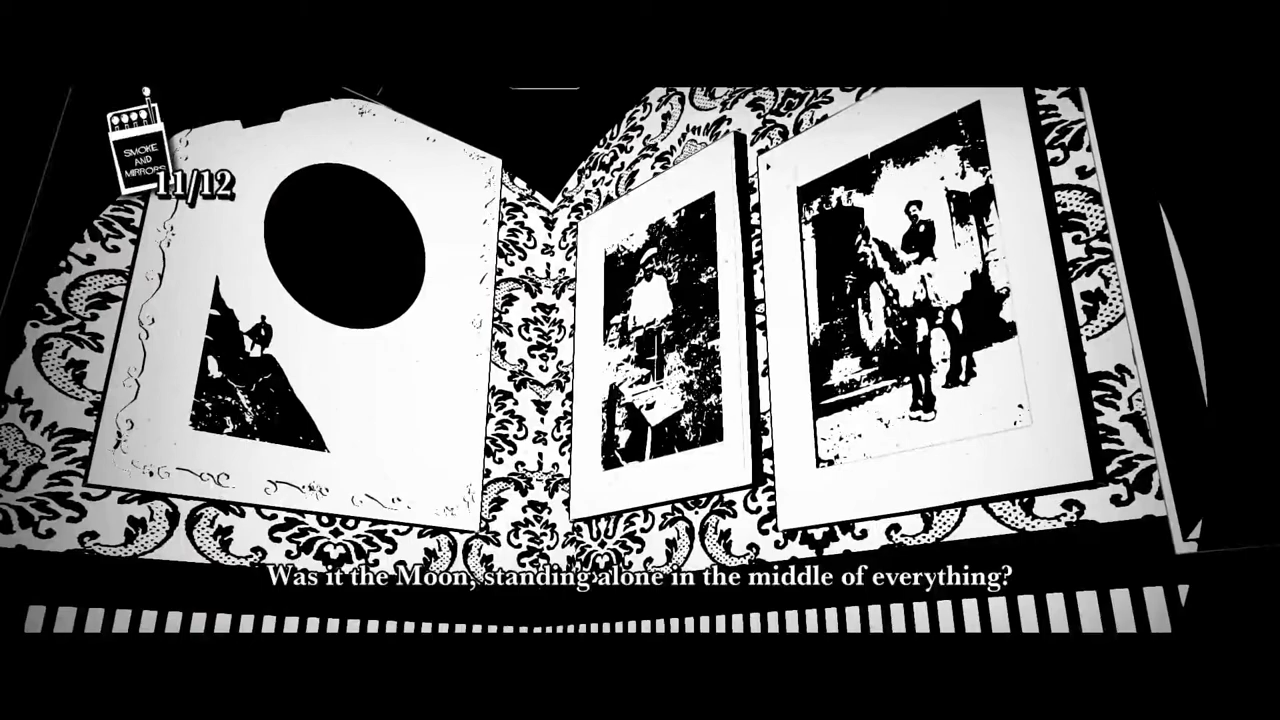 SMOKE
AND
MIRRORS
11/12
Was it the Moon, standing alone in the middle of everything?